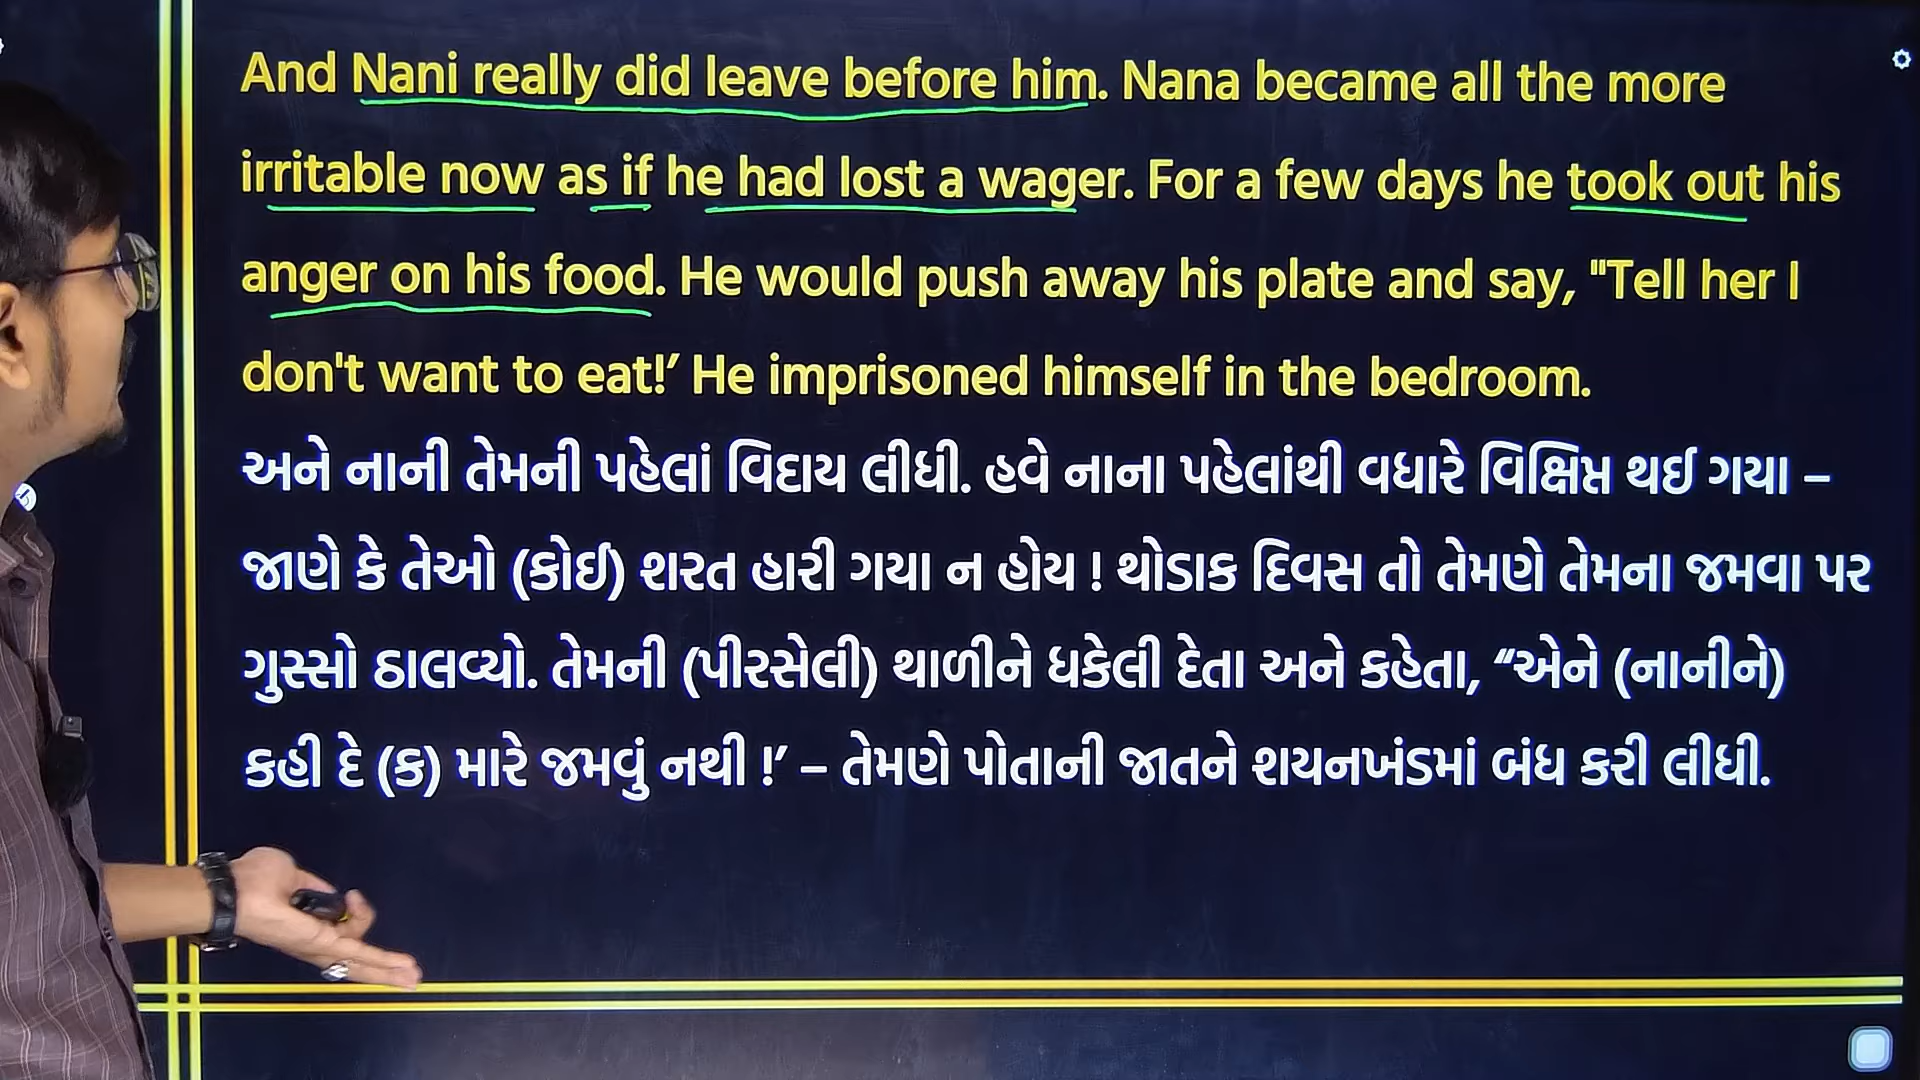 And Nani really did leave before him. Nana became all the more
irritable now as if he had lost a wager. For a few days he took out his
anger on his food. He would push away his plate and say, "Tell her I
don't want to eat!’ He imprisoned himself in the bedroom.
અને નાની તેમની પહેલાં વિદાય લીધી. હવે નાના પહેલાંથી વધારે વિક્ષિપ્ત થઈ ગયા –
જાણે કે તેઓ (કોઈ) શરત હારી ગયા ન હોય ! થોડાક દિવસ તો તેમણે તેમના જમવા પર
ગુસ્સો ઠાલવ્યો. તેમની (પીરસેલી) થાળીને ધકેલી દેતા અને કહેતા, “એને (નાનીને)
કહી દે (ક) મારે જમવું નથી !’ – તેમણે પોતાની જાતને શયનખંડમાં બંધ કરી લીધી.